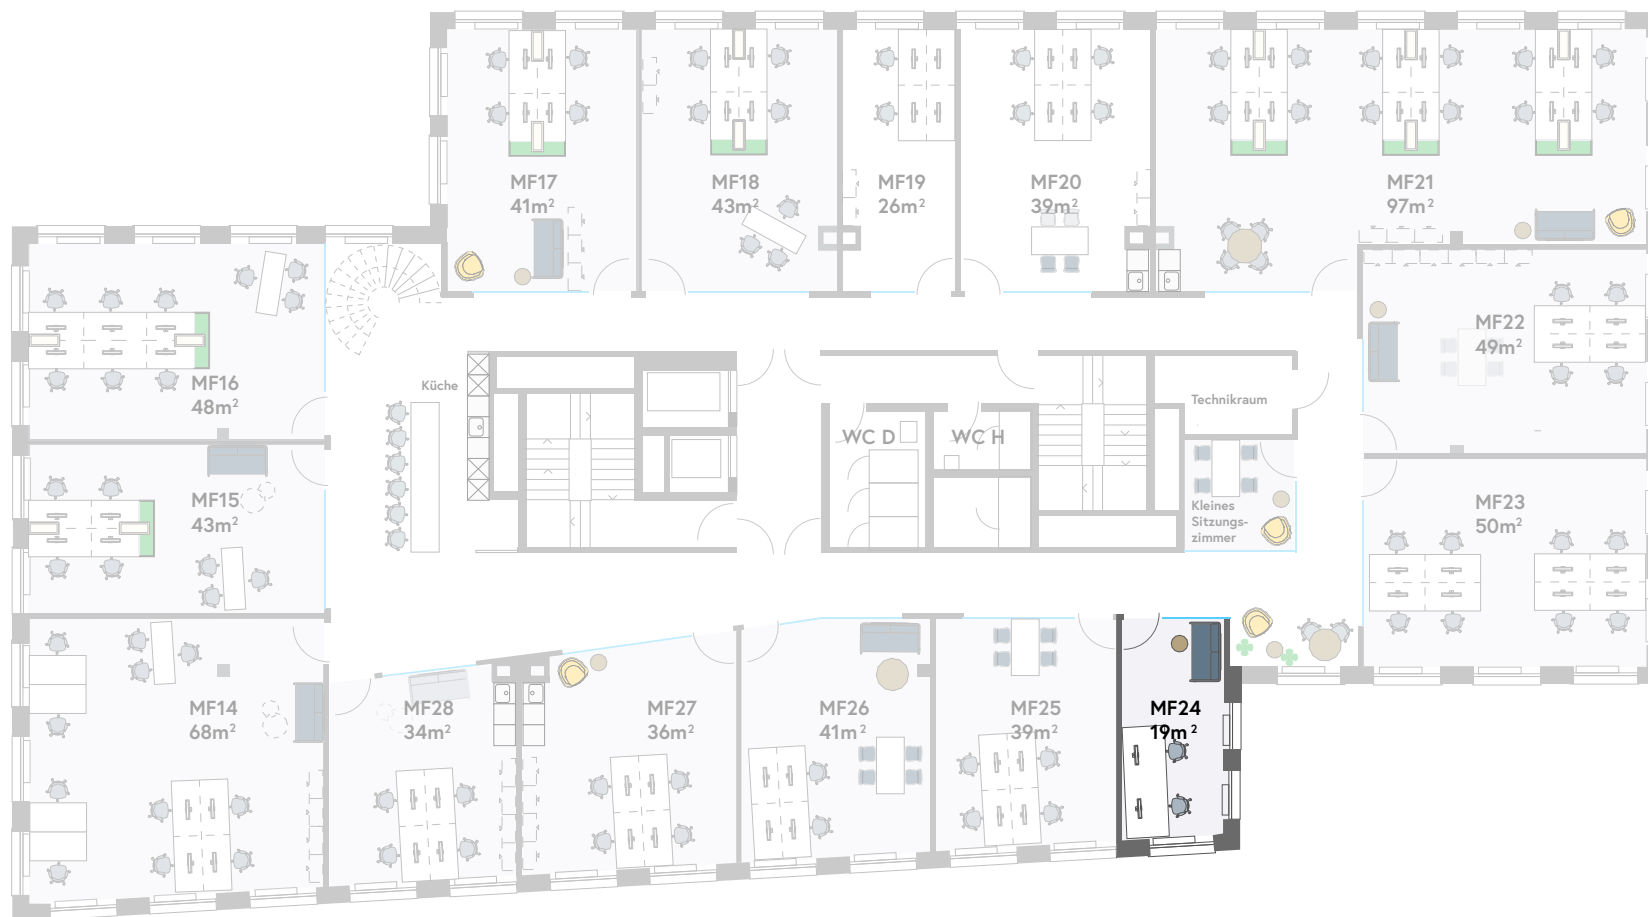 MF17
41m²
MF18
43m²
MF19
26m²
MF20
39m²
MF21
97m²
MF16
48m²
Küche
MF22
49m²
Technikraum
WC D
WC H
MF15
43m²
Kleines
Sitzungs-
zimmer
MF23
50m²
MF14
68m²
MF28
34m²
MF27
36m²
MF26
41m²
MF25
39m²
MF24
19m²